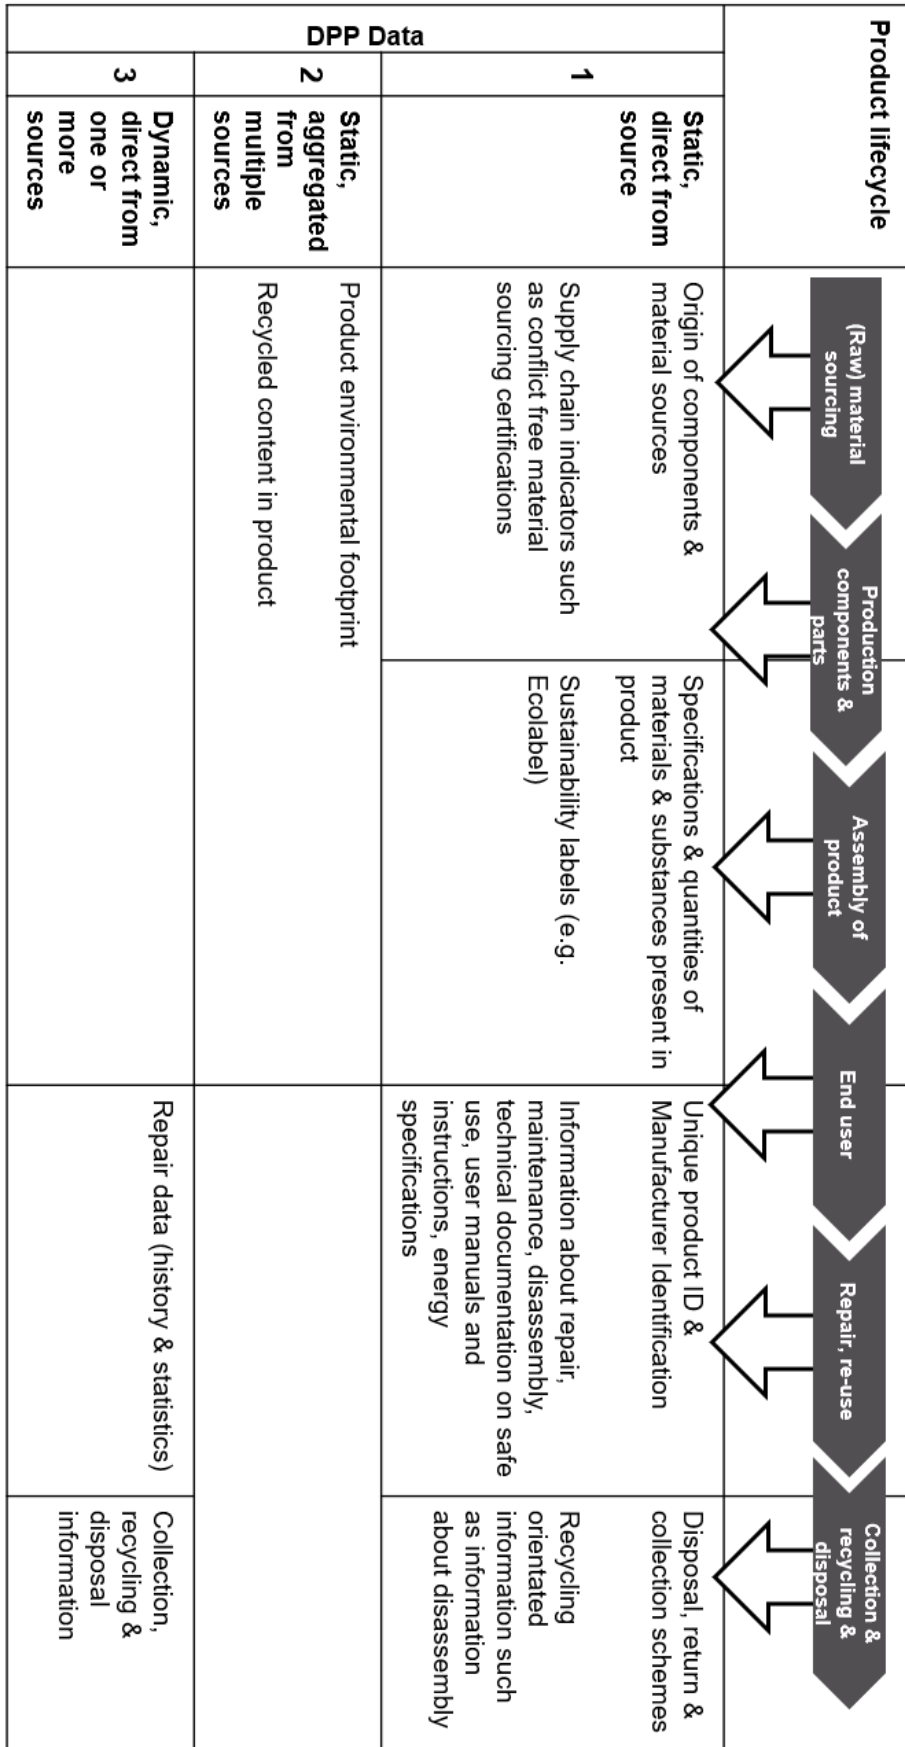 Product lifecycle
(Raw) material
sourcing
Production
components &
parts
Assembly of
product
End user
Repair, re-use
Collection &
recycling &
disposal
DPP Data
1
Static,
direct from
source
Origin of components &
material sources
Supply chain indicators such
as conflict free material
sourcing certifications
Specifications & quantities of
materials & substances present in
product
Sustainability labels (e.g.
Ecolabel)
Unique product ID &
Manufacturer Identification
Information about repair,
maintenance, disassembly,
technical documentation on safe
use, user manuals and
instructions, energy
specifications
Disposal, return &
collection schemes
Recycling
orientated
information such
as information
about disassembly
2
Static,
aggregated
from
multiple
sources
Product environmental footprint
Recycled content in product
3
Dynamic,
direct from
one or
more
sources
Repair data (history & statistics)
Collection,
recycling &
disposal
information